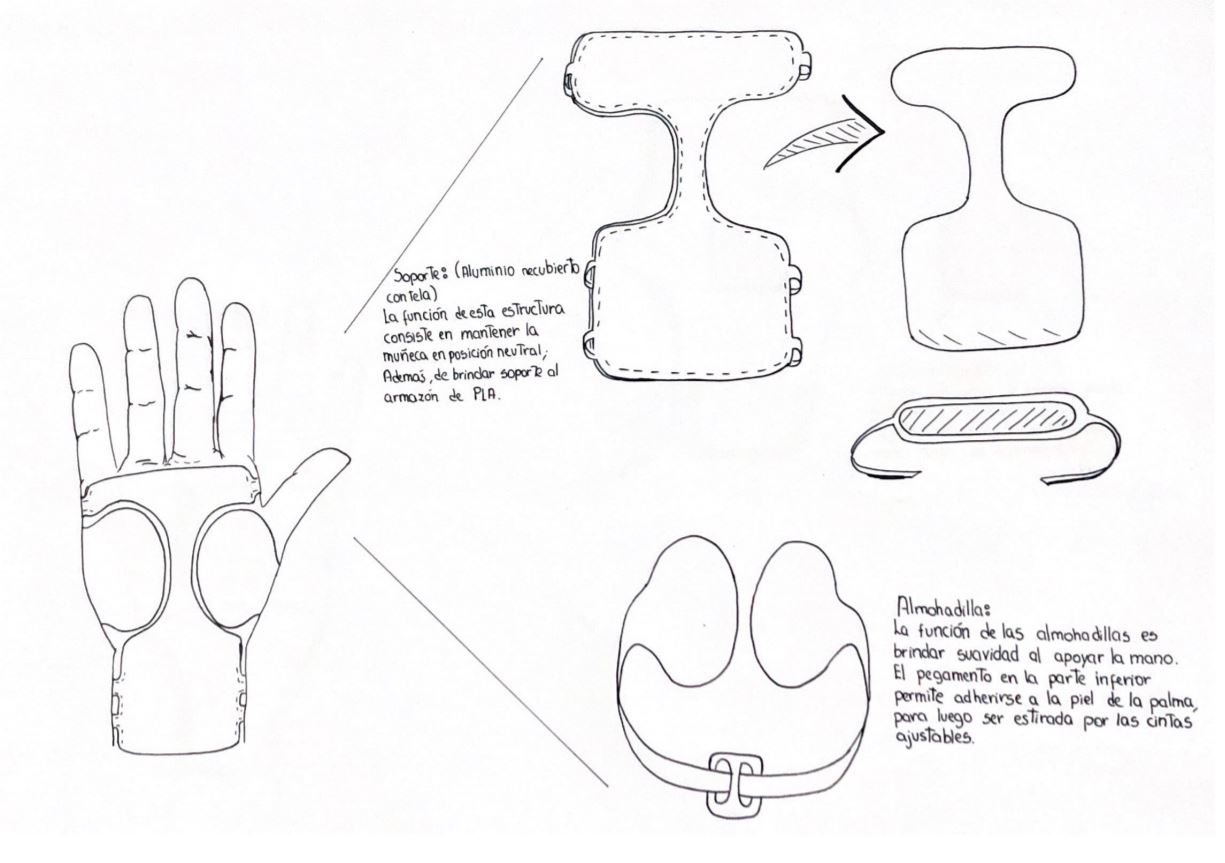 Soporte: (Aluminio recubierto
con tela)
La función de esta estructura
consiste en mantener la
muñeca en posición neutral,
Además, de brindar soporte al
armazón de PLA.
Almohadilla:
La función de las almohadillas es
brindar suavidad al apoyar la mano.
El pegamento en la parte inferior
permite adherirse a la piel de la palma,
para luego ser estirada por las cintas
ajustables.